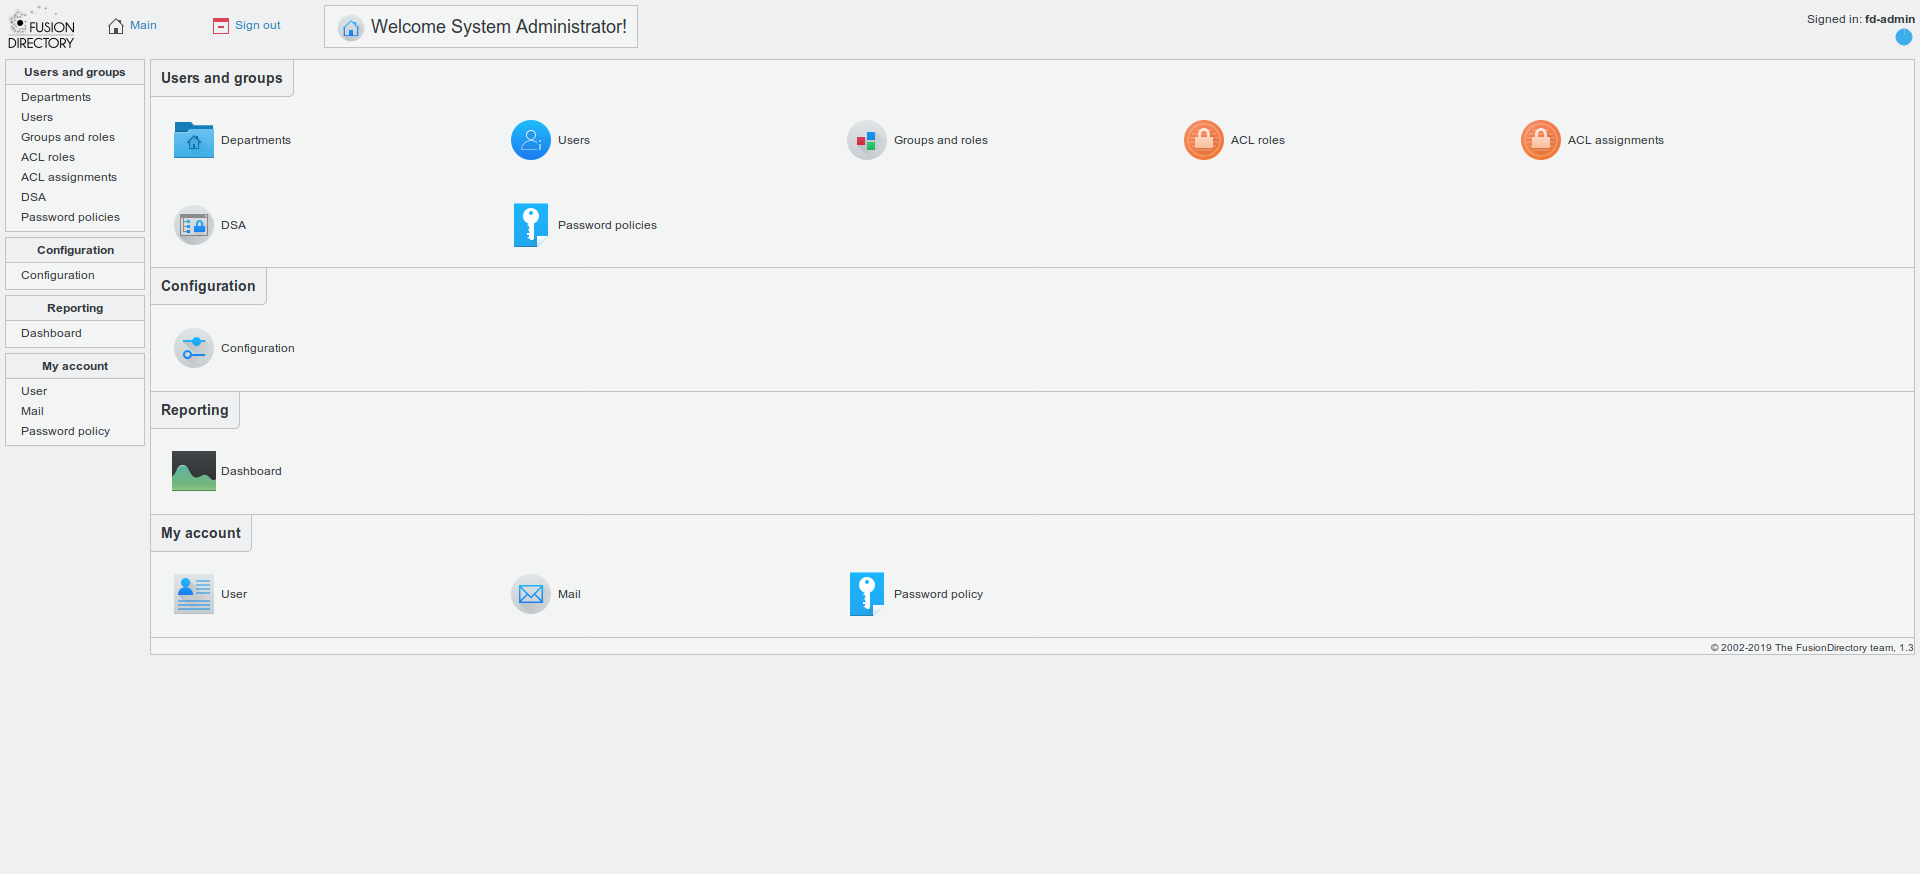 FUSION
DIRECTORY
Main
Sign out
Welcome System Administrator!
Signed in: fd-admin
Users and groups
Departments
Users
Groups and roles
ACL roles
ACL assignments
DSA
Password policies
Configuration
Configuration
Reporting
Dashboard
My account
User
Mail
Password policy
Users and groups
Departments
Users
Groups and roles
ACL roles
ACL assignments
DSA
Password policies
Configuration
Configuration
Reporting
Dashboard
My account
User
Mail
Password policy
© 2002-2019 The FusionDirectory team, 1.3